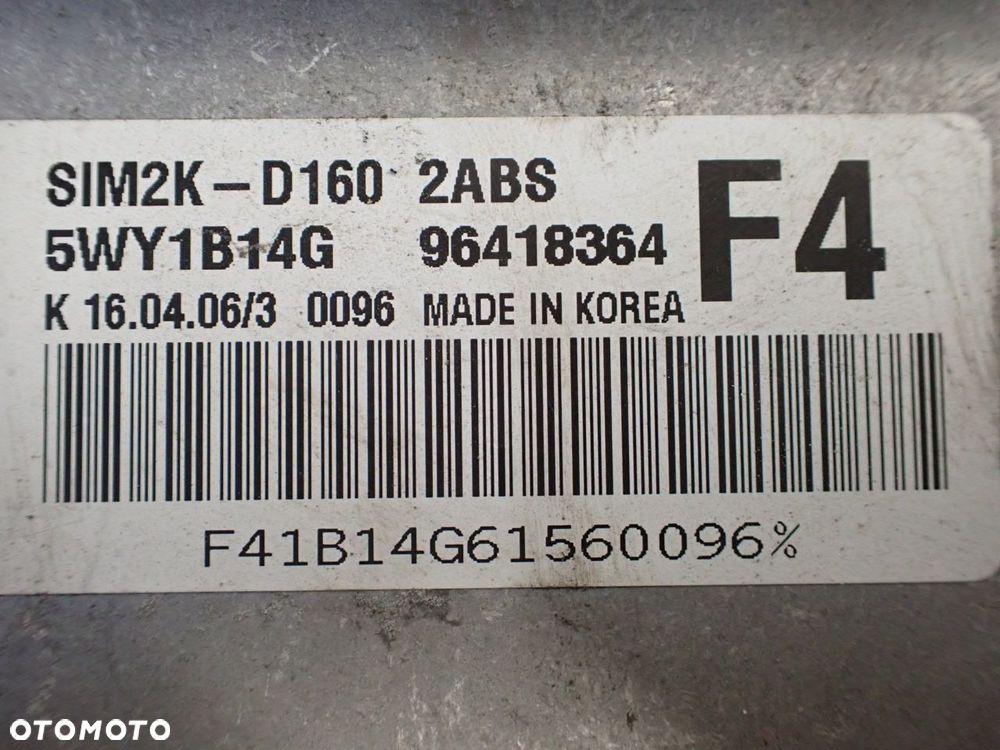 SIM2K-D160 2ABS
5WY1B14G 96418364
F4
K 16.04.06/3 0096 MADE IN KOREA
F41B14G61560096%
OTOMOTO